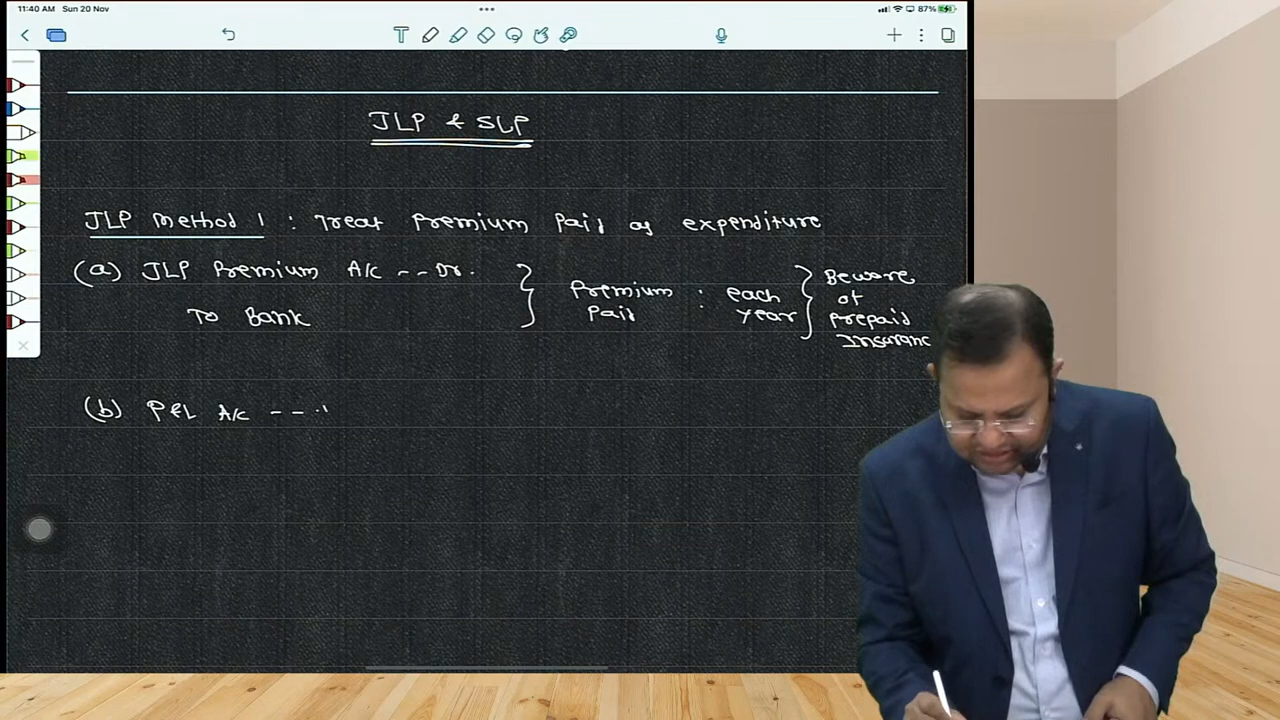 11:40 AM Sun 20 Nov
87%
JLP & SLP
JLP Method 1 : Treat Premium Paid as expenditure
(a) JLP Premium A/c -- Dr.
To Bank
Premium : each
Paid year
Beware
of
Prepaid
Insuranc
(b) P&L A/c --